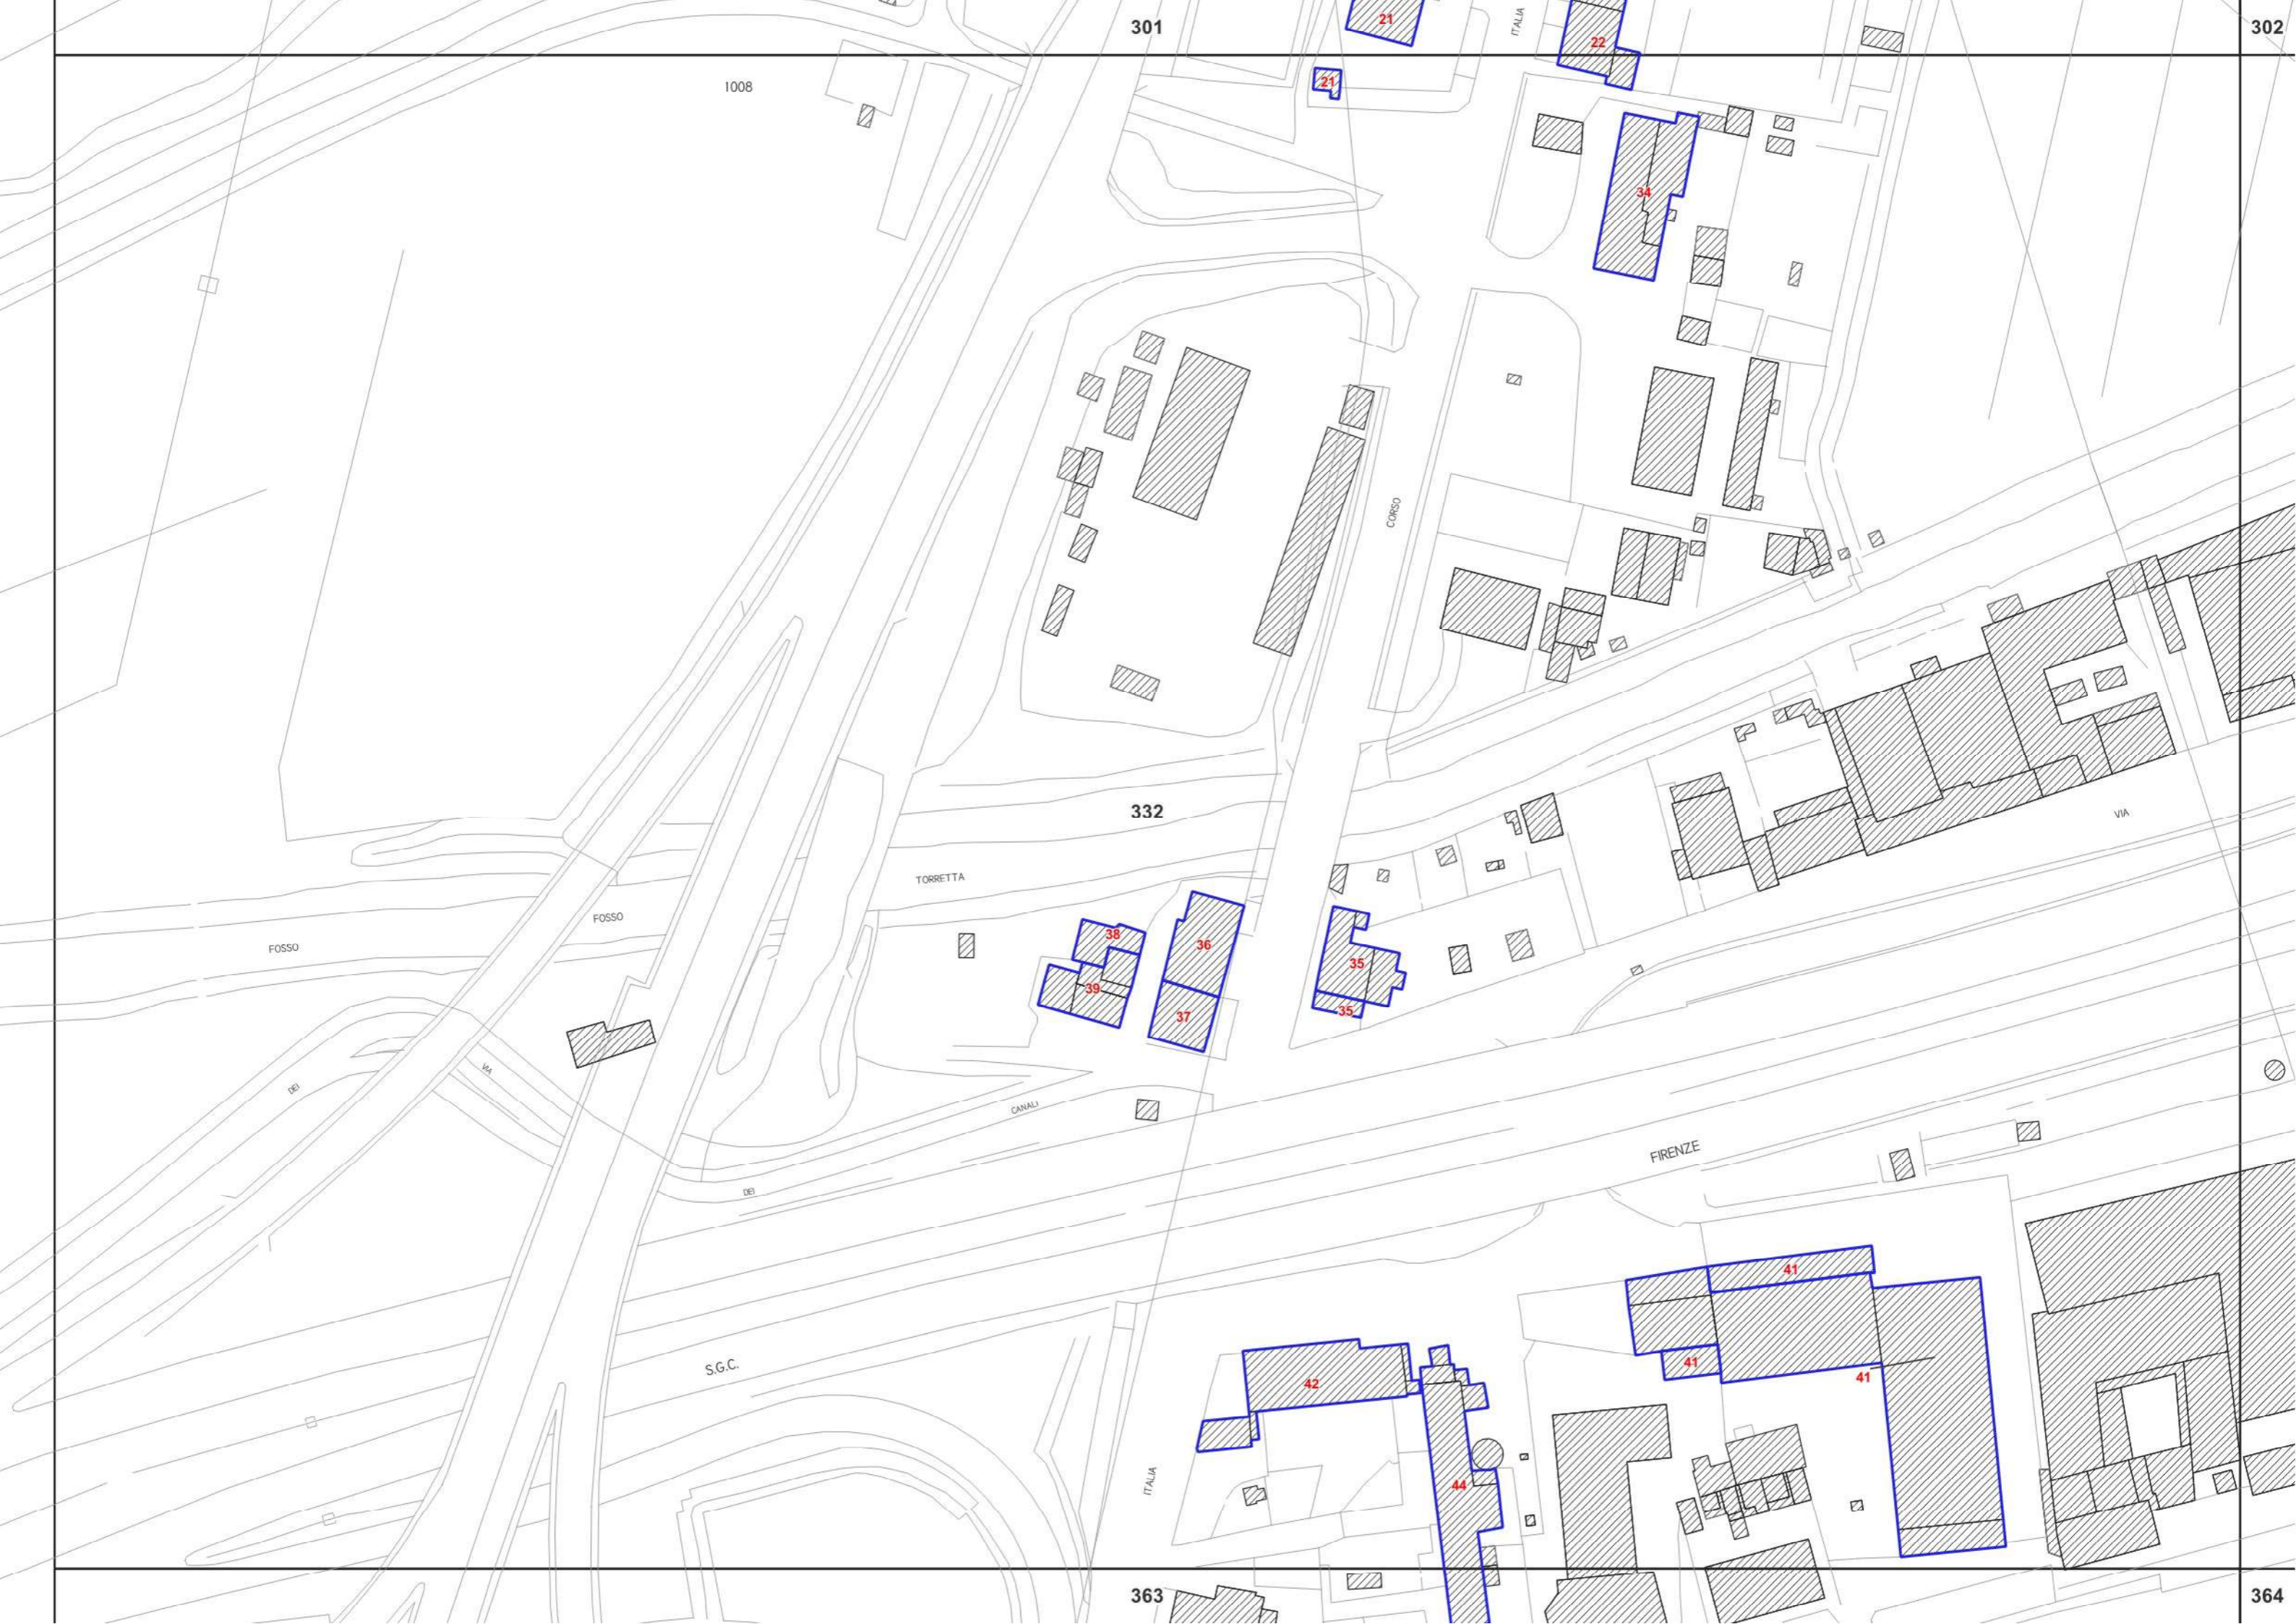 301
21
ITALIA
22
302
1008
21
34
CORSO
332
VIA
TORRETTA
FOSSO
FOSSO
38
36
35
39
37
35
VIA
DEI
CANALI
FIRENZE
DEI
41
S.G.C.
41
41
42
ITALIA
44
363
364